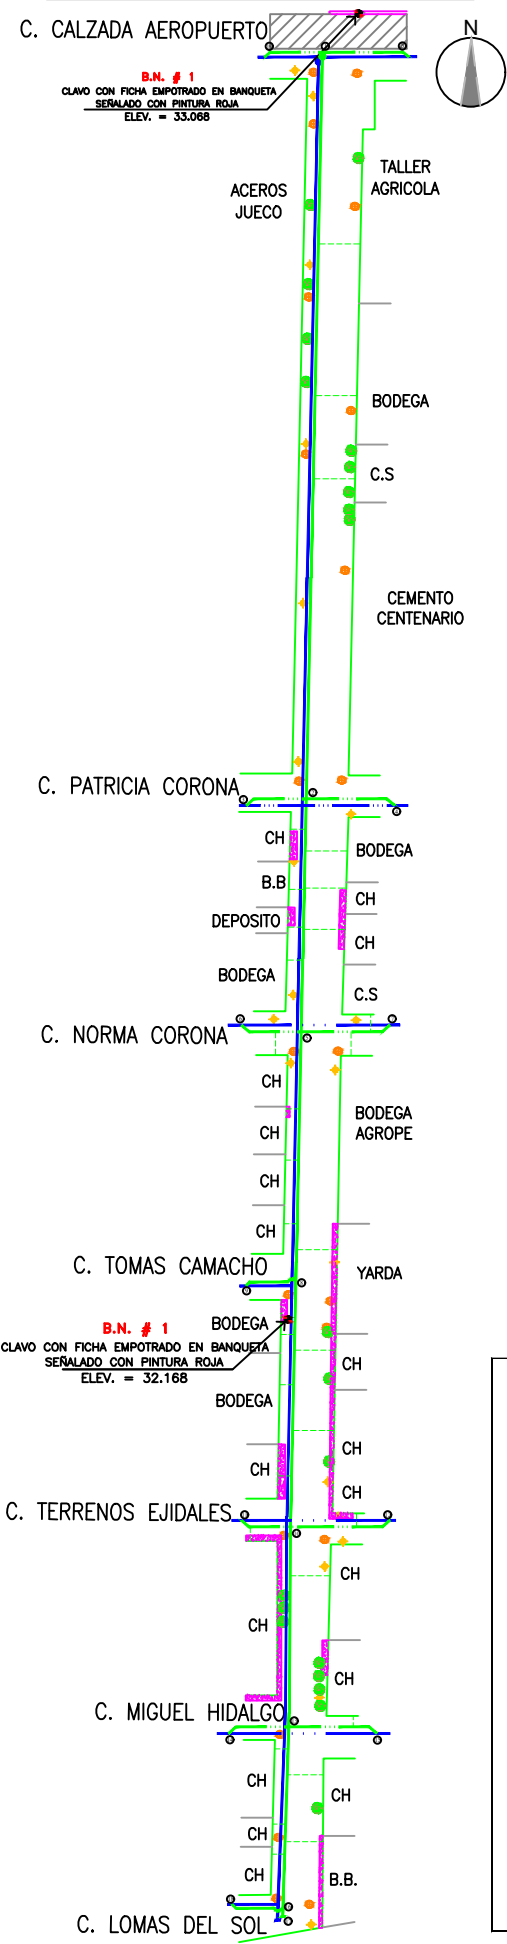 C. CALZADA AEROPUERTO
N
B.N. # 1
CLAVO CON FICHA EMPOTRADO EN BANQUETA
SEÑALADO CON PINTURA ROJA
ELEV. = 33.068
TALLER
AGRICOLA
ACEROS
JUECO
BODEGA
C.S
CEMENTO
CENTENARIO
C. PATRICIA CORONA
CH
BODEGA
B.B
CH
DEPOSITO
CH
BODEGA
C.S
C. NORMA CORONA
CH
BODEGA
AGROPE
CH
CH
CH
C. TOMAS CAMACHO
YARDA
BODEGA
B.N. # 1
CLAVO CON FICHA EMPOTRADO EN BANQUETA
SEÑALADO CON PINTURA ROJA
ELEV. = 32.168
CH
BODEGA
CH
CH
CH
C. TERRENOS EJIDALES
CH
CH
CH
C. MIGUEL HIDALGO
CH
CH
CH
CH
B.B.
C. LOMAS DEL SOL